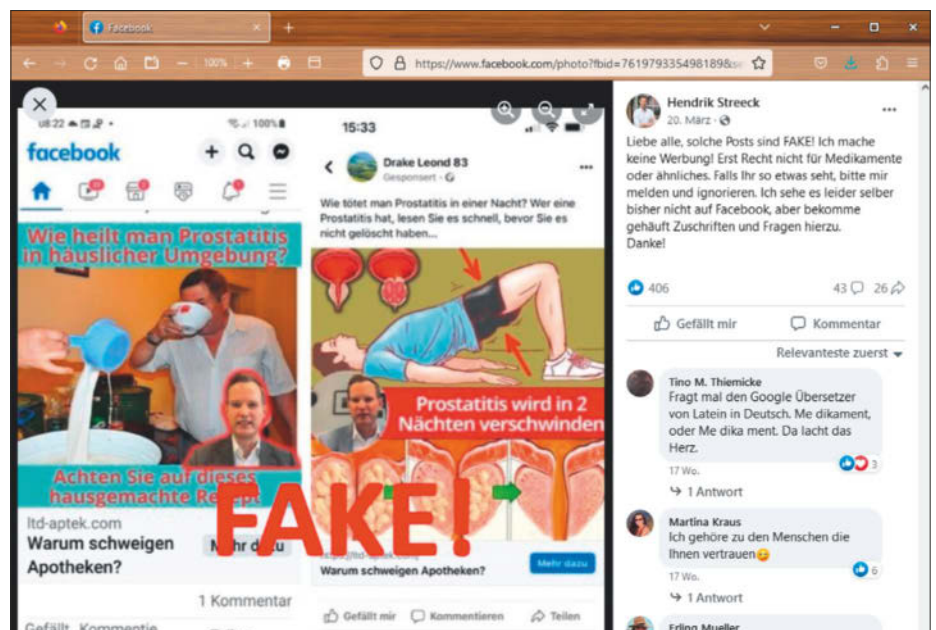 Facebook
100%
https://www.facebook.com/photo?fbid=7619793354981898&se
08:22
100%
facebook
Wie heilt man Prostatitis
in häuslicher Umgebung?
Achten Sie auf dieses
hausgemachte Rezept
ltd-aptek.com
Warum schweigen
Apotheken?
Mehr dazu
1 Kommentar
Gefällt
15:33
Drake Leond 83
Gesponsert
Wie tötet man Prostatitis in einer Nacht? Wer eine
Prostatitis hat, lesen Sie es schnell, bevor Sie es
nicht gelöscht haben...
Prostatitis wird in 2
Nächten verschwinden
FAKE!
Warum schweigen Apotheken?
Mehr dazu
Gefällt mir
Kommentieren
Teilen
Hendrik Streeck
20. März
Liebe alle, solche Posts sind FAKE! Ich mache
keine Werbung! Erst Recht nicht für Medikamente
oder ähnliches. Falls Ihr so etwas seht, bitte mir
melden und ignorieren. Ich sehe es leider selber
bisher nicht auf Facebook, aber bekomme
gehäuft Zuschriften und Fragen hierzu.
Danke!
406
43 26
Gefällt mir
Kommentar
Relevanteste zuerst
Tino M. Thiemicke
Fragt mal den Google Übersetzer
von Latein in Deutsch. Me dikament,
oder Me dika ment. Da lacht das
Herz.
3
17 Wo.
1 Antwort
Martina Kraus
Ich gehöre zu den Menschen die
Ihnen vertrauen
6
17 Wo.
1 Antwort
Erling Mueller